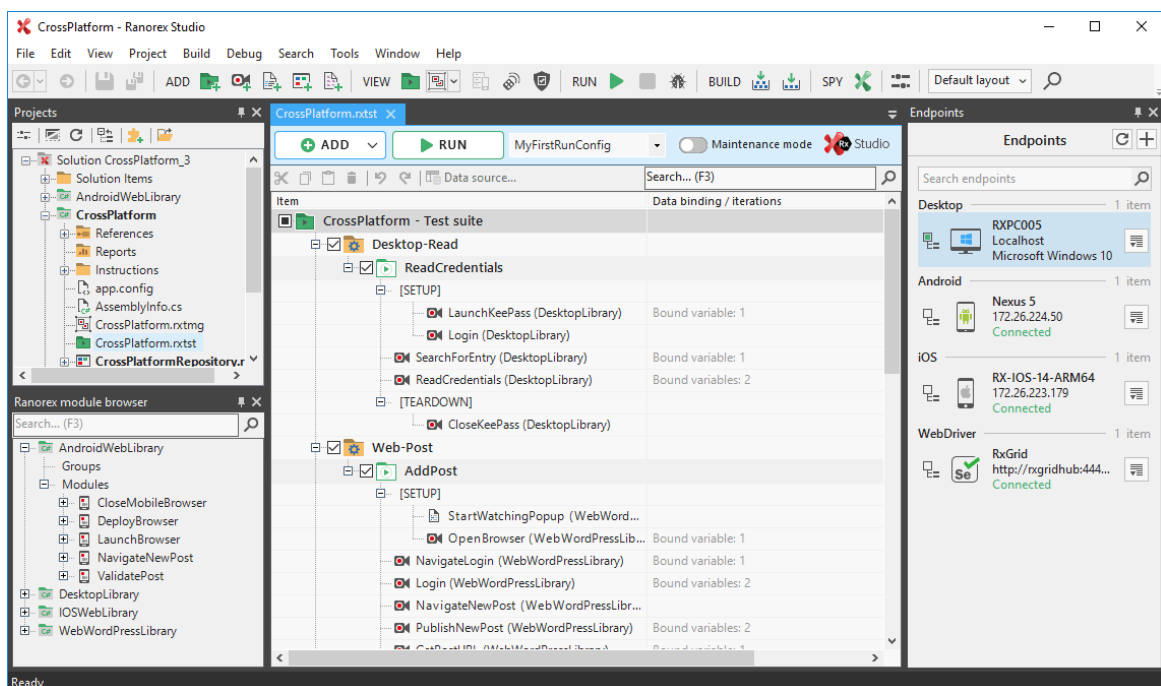 CrossPlatform - Ranorex Studio
File Edit View Project Build Debug Search Tools Window Help
ADD VIEW RUN BUILD SPY Default layout
Projects
Solution CrossPlatform_3
Solution Items
AndroidWebLibrary
CrossPlatform
References
Reports
Instructions
app.config
AssemblyInfo.cs
CrossPlatform.rxtmg
CrossPlatform.rxtst
CrossPlatformRepository.r
Ranorex module browser
Search... (F3)
AndroidWebLibrary
Groups
Modules
CloseMobileBrowser
DeployBrowser
LaunchBrowser
NavigateNewPost
ValidatePost
DesktopLibrary
IOSWebLibrary
WebWordPressLibrary
CrossPlatform.rxtst
ADD RUN MyFirstRunConfig Maintenance mode Rx Studio
Data source... Search... (F3)
Item Data binding / iterations
CrossPlatform - Test suite
Desktop-Read
ReadCredentials
[SETUP]
LaunchKeePass (DesktopLibrary) Bound variable: 1
Login (DesktopLibrary)
SearchForEntry (DesktopLibrary) Bound variable: 1
ReadCredentials (DesktopLibrary) Bound variables: 2
[TEARDOWN]
CloseKeePass (DesktopLibrary)
Web-Post
AddPost
[SETUP]
StartWatchingPopup (WebWord...
OpenBrowser (WebWordPressLib... Bound variable: 1
NavigateLogin (WebWordPressLibrary) Bound variable: 1
Login (WebWordPressLibrary) Bound variables: 2
NavigateNewPost (WebWordPressLibr...
PublishNewPost (WebWordPressLibrary) Bound variables: 2
Endpoints
Endpoints
Search endpoints
Desktop 1 item
RXPC005
Localhost
Microsoft Windows 10
Android 1 item
Nexus 5
172.26.224.50
Connected
iOS 1 item
RX-IOS-14-ARM64
172.26.223.179
Connected
WebDriver 1 item
RxGrid
Se http://rxgridhub:444...
Connected
Ready